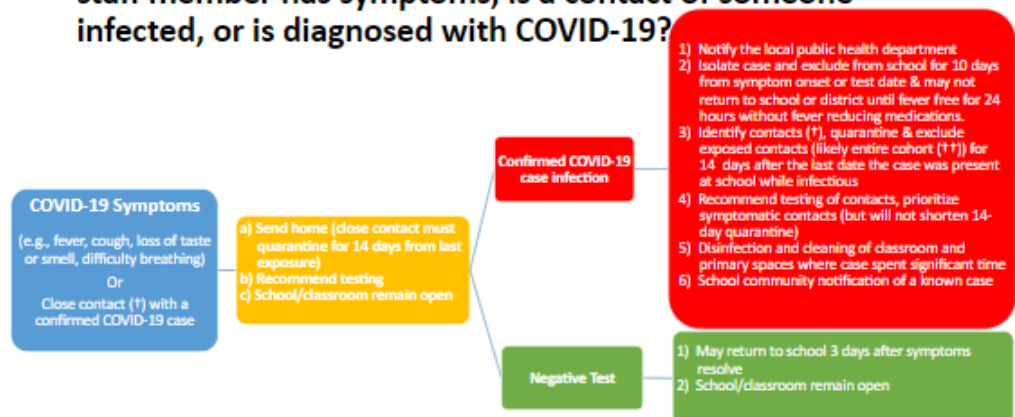 staff member has symptoms, is a contact of someone
infected, or is diagnosed with COVID-19?
COVID-19 Symptoms
(e.g., fever, cough, loss of taste
or smell, difficulty breathing)
Or
Close contact (†) with a
confirmed COVID-19 case
a) Send home (close contact must
quarantine for 14 days from last
exposure)
b) Recommend testing
c) School/classroom remain open
Confirmed COVID-19
case infection
1) Notify the local public health department
2) Isolate case and exclude from school for 10 days
from symptom onset or test date & may not
return to school or district until fever free for 24
hours without fever reducing medications.
3) Identify contacts (†), quarantine & exclude
exposed contacts (likely entire cohort (††)) for
14 days after the last date the case was present
at school while infectious
4) Recommend testing of contacts, prioritize
symptomatic contacts (but will not shorten 14-
day quarantine)
5) Disinfection and cleaning of classroom and
primary spaces where case spent significant time
6) School community notification of a known case
Negative Test
1) May return to school 3 days after symptoms
resolve
2) School/classroom remain open